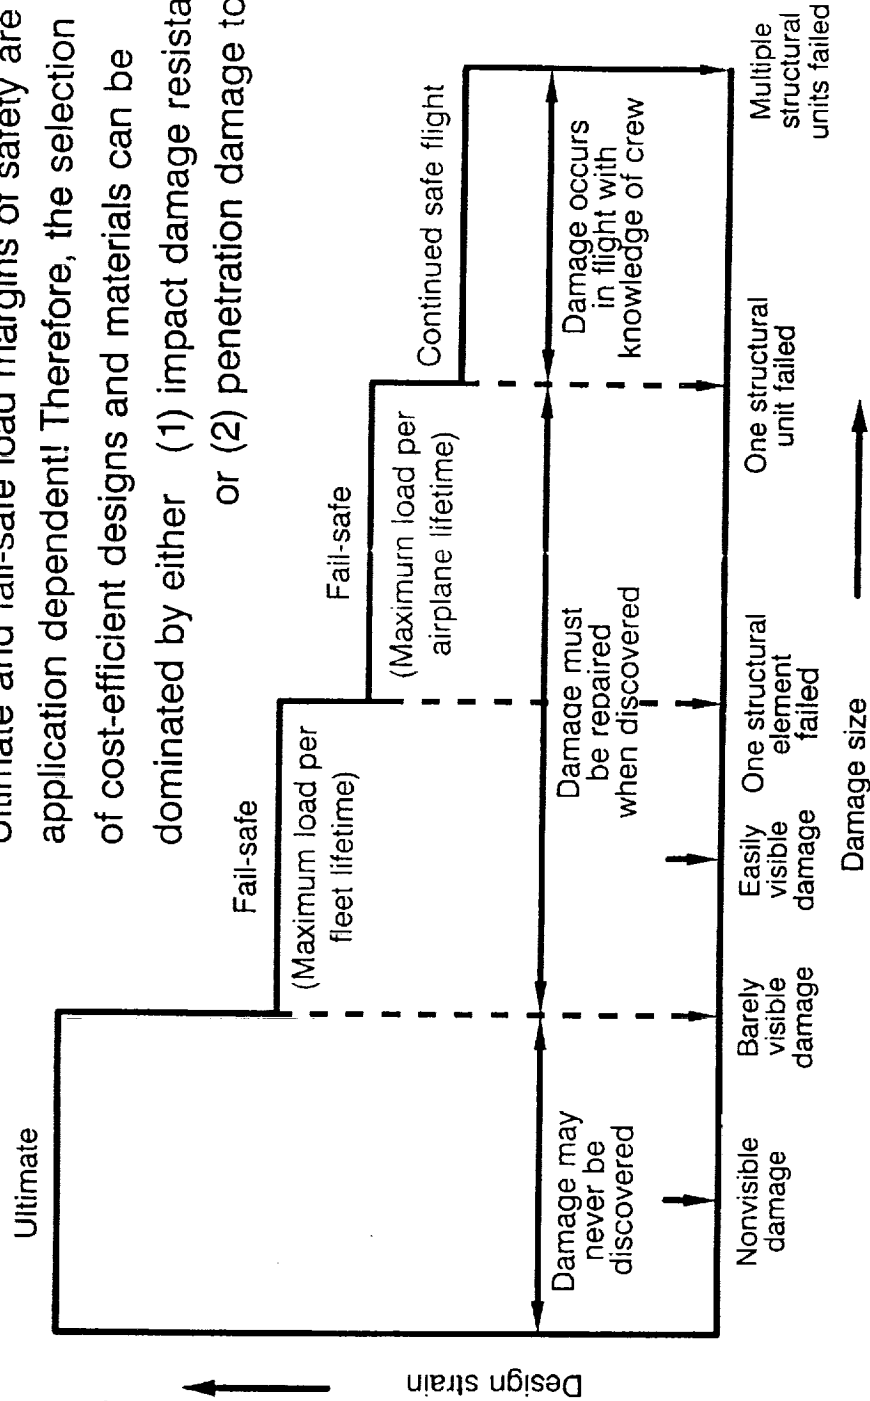 Ultimate and fail-safe load margins of safety are
application dependent! Therefore, the selection
of cost-efficient designs and materials can be
dominated by either (1) impact damage
or (2) penetration damage
Ultimate
Fail-safe
(Maximum load per
fleet lifetime)
Fail-safe
(Maximum load per
airplane lifetime)
Continued safe flight
Damage may
never be
discovered
Damage must
be repaired
when discovered
Damage occurs
in flight with
knowledge of crew
Design strain
Nonvisible
damage
Barely
visible
damage
Easily
visible
damage
One structural
element
failed
One structural
unit failed
Multiple
structural
units failed
Damage size